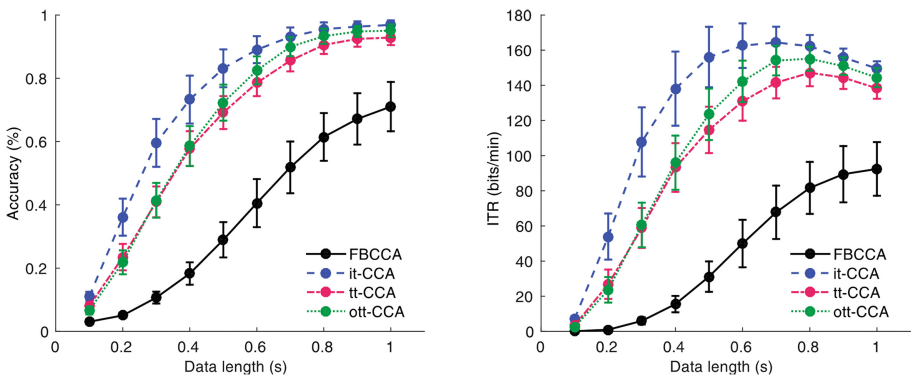 1
0.8
0.6
0.4
0.2
0
Accuracy (%)
0 0.2 0.4 0.6 0.8 1
Data length (s)
FBCCA
it-CCA
tt-CCA
ott-CCA
180
160
140
120
100
80
60
40
20
0
ITR (bits/min)
0 0.2 0.4 0.6 0.8 1
Data length (s)
FBCCA
it-CCA
tt-CCA
ott-CCA